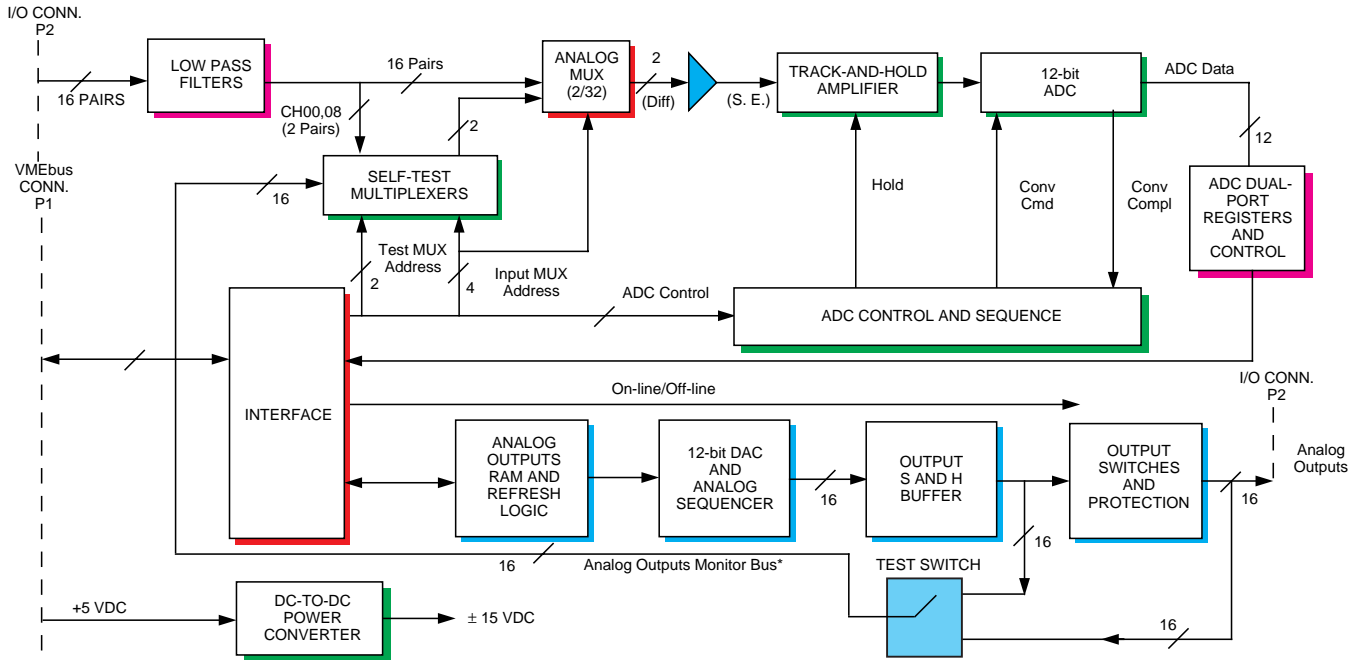 I/O CONN.
P2
16 PAIRS
LOW PASS
FILTERS
16 Pairs
CH00,08
(2 Pairs)
2
ANALOG
MUX
(2/32)
2
(Diff)
(S. E.)
TRACK-AND-HOLD
AMPLIFIER
12-bit
ADC
ADC Data
12
VMEbus
CONN.
P1
16
SELF-TEST
MULTIPLEXERS
Hold
Conv
Cmd
Conv
Compl
ADC DUAL-
PORT
REGISTERS
AND
CONTROL
Test MUX
Address
2
4
Input MUX
Address
ADC Control
ADC CONTROL AND SEQUENCE
INTERFACE
On-line/Off-line
I/O CONN.
P2
ANALOG
OUTPUTS
RAM AND
REFRESH
LOGIC
12-bit DAC
AND
ANALOG
SEQUENCER
16
OUTPUT
S AND H
BUFFER
OUTPUT
SWITCHES
AND
PROTECTION
16
Analog
Outputs
16
16
Analog Outputs Monitor Bus*
TEST SWITCH
16
+5 VDC
DC-TO-DC
POWER
CONVERTER
± 15 VDC